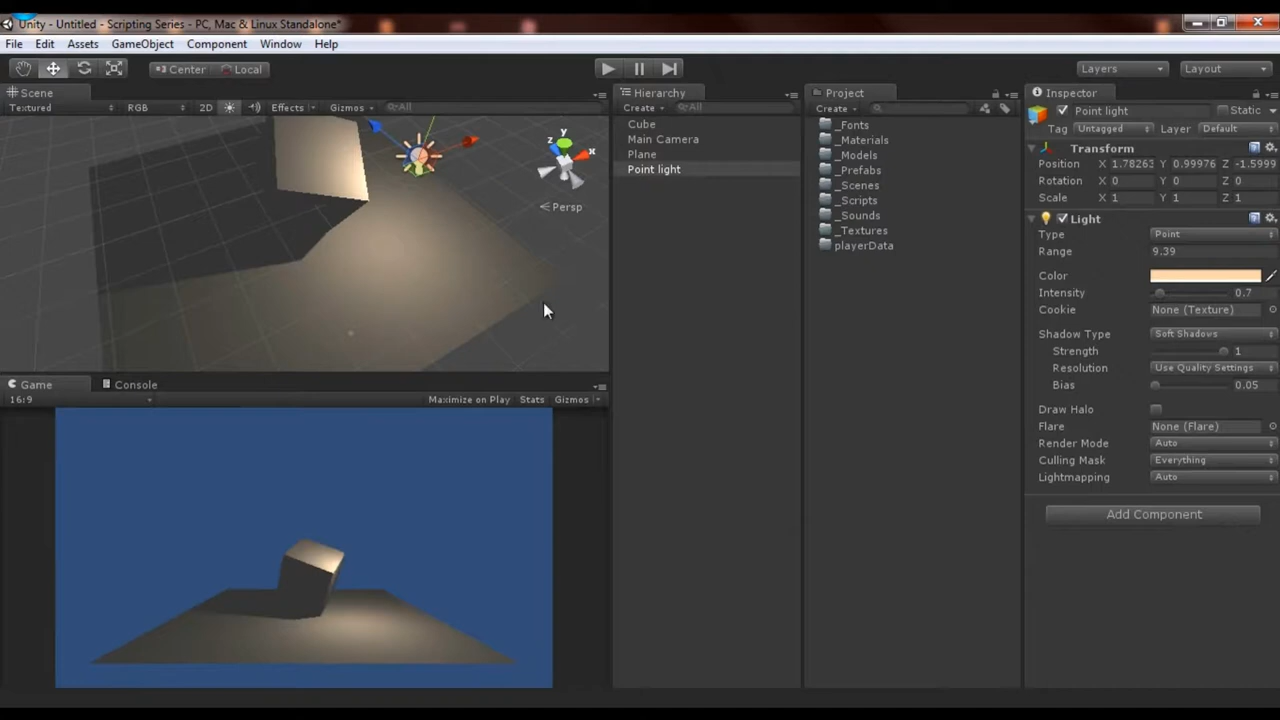 Unity - Untitled - Scripting Series - PC, Mac & Linux Standalone*
File Edit Assets GameObject Component Window Help
Center Local Layers Layout
Scene
Textured RGB 2D Effects Gizmos All
y
z x
Persp
Game Console
16:9 Maximize on Play Stats Gizmos
Hierarchy
Create All
Cube
Main Camera
Plane
Point light
Project
Create
_Fonts
_Materials
_Models
_Prefabs
_Scenes
_Scripts
_Sounds
_Textures
playerData
Inspector
Point light Static
Tag Untagged Layer Default
Transform
Position X 1.78263 Y 0.99976 Z -1.5999
Rotation X 0 Y 0 Z 0
Scale X 1 Y 1 Z 1
Light
Type Point
Range 9.39
Color
Intensity 0.7
Cookie None (Texture)
Shadow Type Soft Shadows
Strength 1
Resolution Use Quality Settings
Bias 0.05
Draw Halo
Flare None (Flare)
Render Mode Auto
Culling Mask Everything
Lightmapping Auto
Add Component